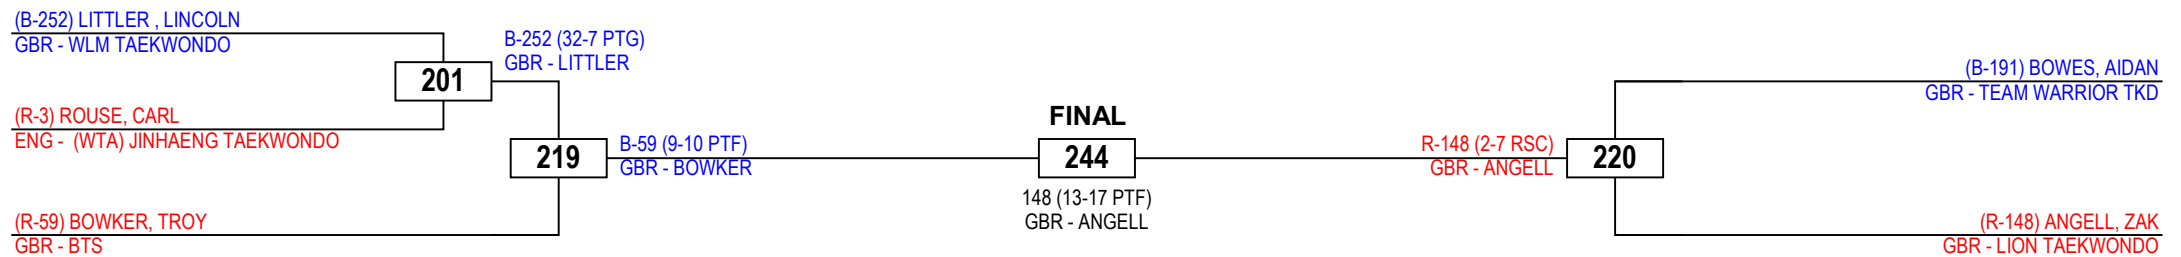 (B-252) LITTLER , LINCOLN
GBR - WLM TAEKWONDO
B-252 (32-7 PTG)
GBR - LITTLER
201
(R-3) ROUSE, CARL
ENG -  (WTA) JINHAENG TAEKWONDO
219
B-59 (9-10 PTF)
GBR - BOWKER
(R-59) BOWKER, TROY
GBR - BTS
FINAL
244
148 (13-17 PTF)
GBR - ANGELL
R-148 (2-7 RSC)
GBR - ANGELL
220
(B-191) BOWES, AIDAN
GBR - TEAM WARRIOR TKD
(R-148) ANGELL, ZAK
GBR - LION TAEKWONDO